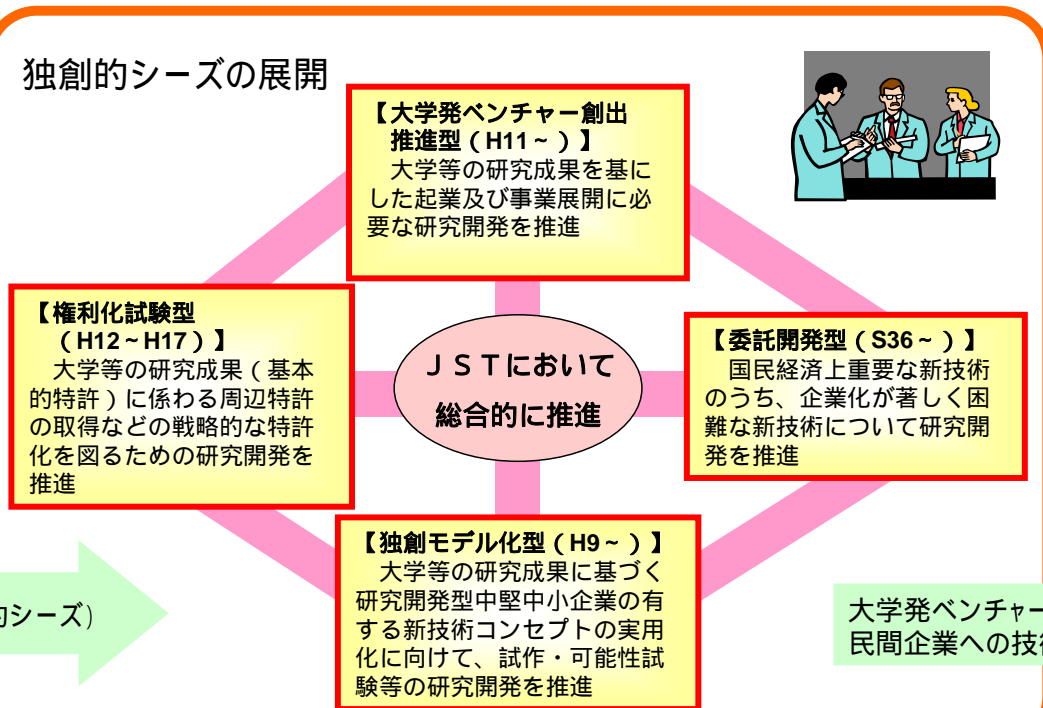 独創的シーズの展開
【大学発ベンチャー創出
推進型（H11～）】
大学等の研究成果を基に
した起業及び事業展開に必
要な研究開発を推進
【権利化試験型
（H12～H17）】
大学等の研究成果（基本
的特許）に係わる周辺特許
の取得などの戦略的な特許
化を図るための研究開発を
推進
ＪＳＴにおいて
総合的に推進
【委託開発型（S36～）】
国民経済上重要な新技術
のうち、企業化が著しく困
難な新技術について研究開
発を推進
【独創モデル化型（H9～）】
大学等の研究成果に基づく
研究開発型中堅中小企業の有
する新技術コンセプトの実用
化に向けて、試作・可能性試
験等の研究開発を推進
的シーズ)
大学発ベンチャー
民間企業への技術